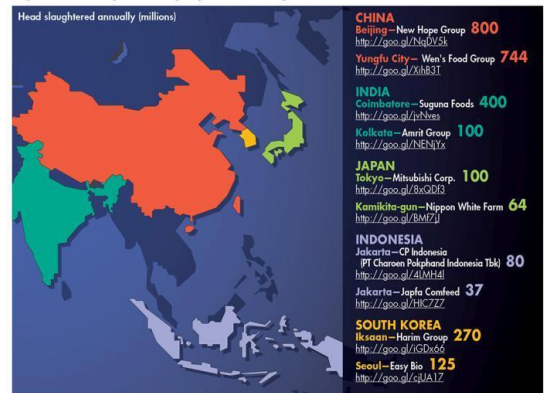 Head slaughtered annually (millions)
CHINA
Beijing—New Hope Group 800
http://goo.gl/NqDV5k
Yungfu City— Wen's Food Group 744
http://goo.gl/XihB3T
INDIA
Coimbatore—Suguna Foods 400
http://goo.gl/jvNves
Kolkata—Amrit Group 100
http://goo.gl/NENjYx
JAPAN
Tokyo—Mitsubishi Corp. 100
http://goo.gl/8xQDf3
Kamikita-gun—Nippon White Farm 64
http://goo.gl/BMf7jJ
INDONESIA
Jakarta—CP Indonesia
(PT Charoen Pokphand Indonesia Tbk) 80
http://goo.gl/4LMH4l
Jakarta—Japfa Comfeed 37
http://goo.gl/HlC7Z7
SOUTH KOREA
Iksaan—Harim Group 270
http://goo.gl/iGDx66
Seoul—Easy Bio 125
http://goo.gl/cjUA17